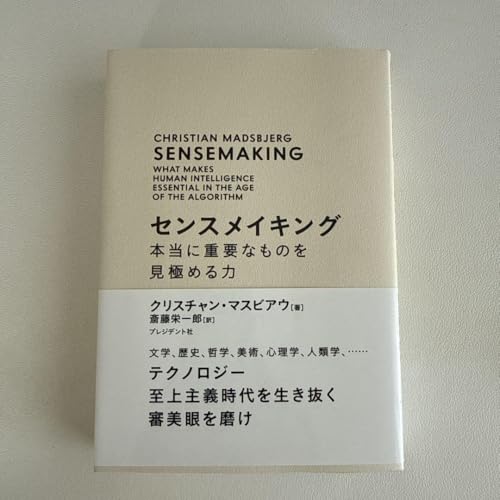 CHRISTIAN MADSBJERG
SENSEMAKING
WHAT MAKES
HUMAN INTELLIGENCE
ESSENTIAL IN THE AGE
OF THE ALGORITHM
センスメイキング
本当に重要なものを
見極める力
クリスチャン・マスビアウ[著]
斎藤栄一郎[訳]
プレジデント社
文学、歴史、哲学、美術、心理学、人類学、……
テクノロジー
至上主義時代を生き抜く
審美眼を磨け